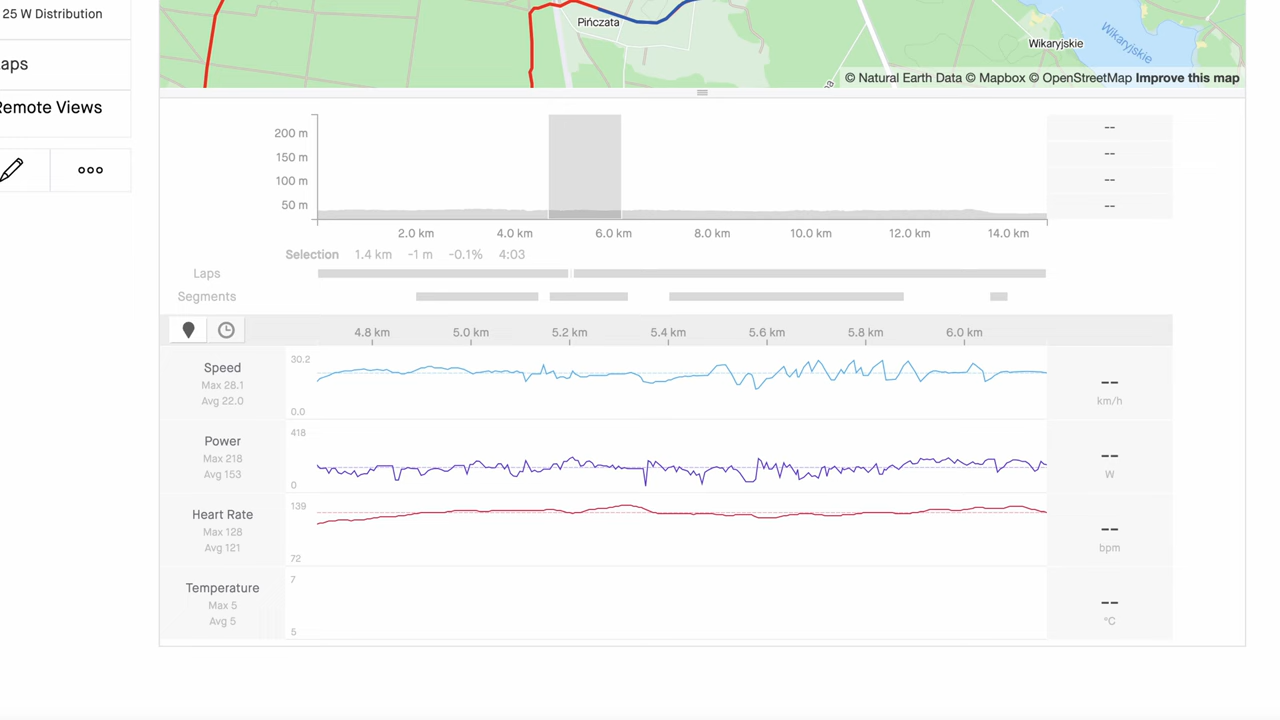 25 W Distribution
aps
Remote Views
Pińczata
Wikaryjskie
Wikaryjskie
© Natural Earth Data © Mapbox © OpenStreetMap Improve this map
200 m
150 m
100 m
50 m
--
--
--
--
2.0 km 4.0 km 6.0 km 8.0 km 10.0 km 12.0 km 14.0 km
Selection 1.4 km -1 m -0.1% 4:03
Laps
Segments
4.8 km 5.0 km 5.2 km 5.4 km 5.6 km 5.8 km 6.0 km
Speed
Max 28.1
Avg 22.0
30.2
0.0
--
km/h
Power
Max 218
Avg 153
418
0
--
W
Heart Rate
Max 128
Avg 121
139
72
--
bpm
Temperature
Max 5
Avg 5
7
5
--
°C